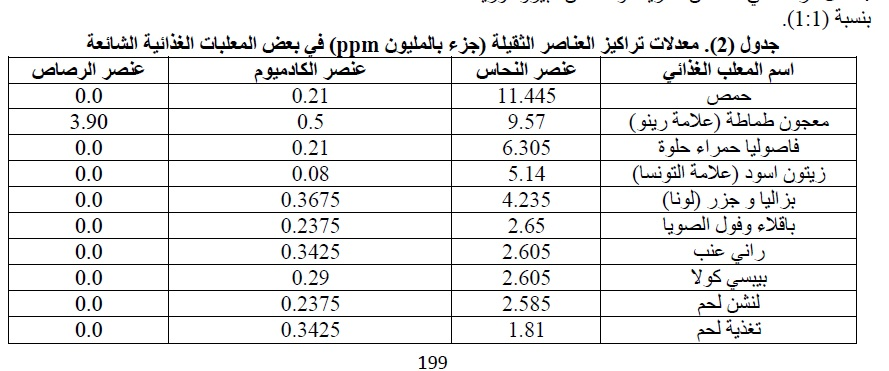 بنسبة (1:1).
جدول (2). معدلات تراكيز العناصر الثقيلة (جزء بالمليون ppm) في بعض المعلبات الغذائية الشائعة
اسم المعلب الغذائي عنصر النحاس عنصر الكادميوم عنصر الرصاص
حمص 11.445 0.21 0.0
معجون طماطة (علامة رينو) 9.57 0.5 3.90
فاصوليا حمراء حلوة 6.305 0.21 0.0
زيتون اسود (علامة التونسا) 5.14 0.08 0.0
بزاليا و جزر (لونا) 4.235 0.3675 0.0
باقلاء وفول الصويا 2.65 0.2375 0.0
راني عنب 2.605 0.3425 0.0
بيبسي كولا 2.605 0.29 0.0
لنشن لحم 2.585 0.2375 0.0
تغذية لحم 1.81 0.3425 0.0
199